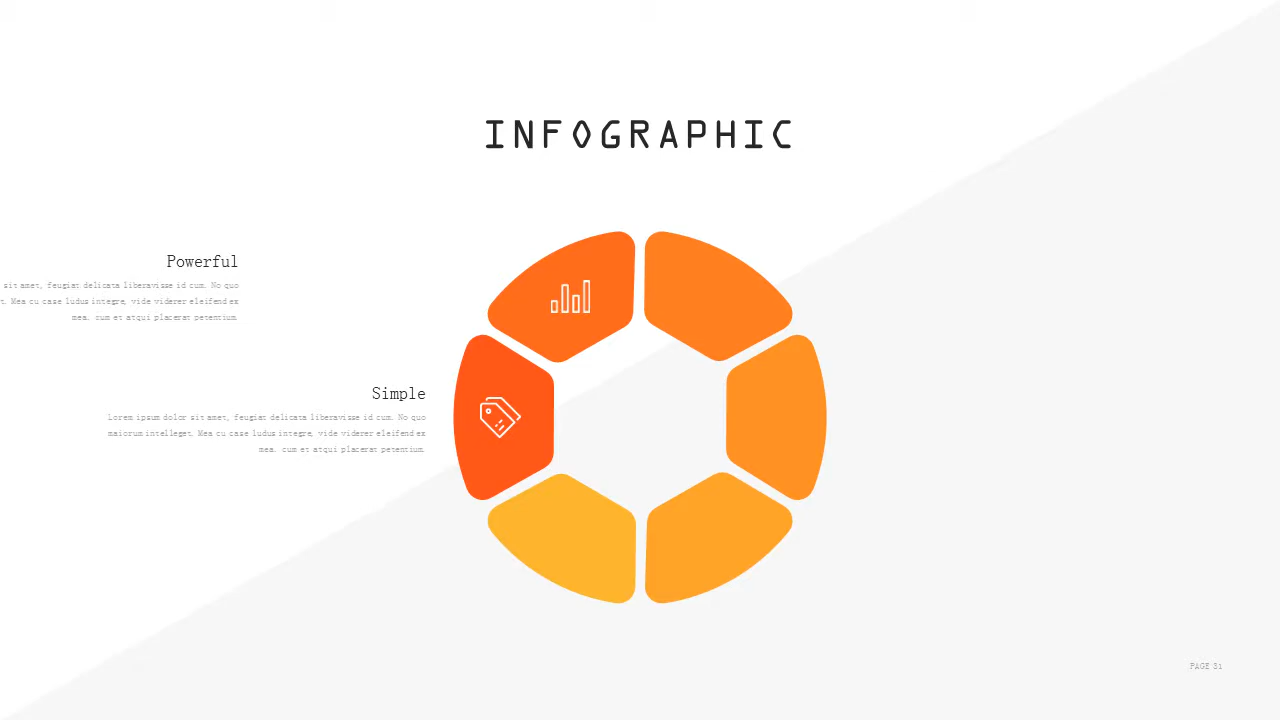 INFOGRAPHIC
Powerful
sit amet, feugiat delicata liberavisse id cum. No quo
t. Mea cu case ludus integre, vide viderer eleifend ex
mea. cum et atqui placerat petentium.
Simple
Lorem ipsum dolor sit amet, feugiat delicata liberavisse id cum. No quo
maiorum intelleget. Mea cu case ludus integre, vide viderer eleifend ex
mea. cum et atqui placerat petentium.
PAGE 31